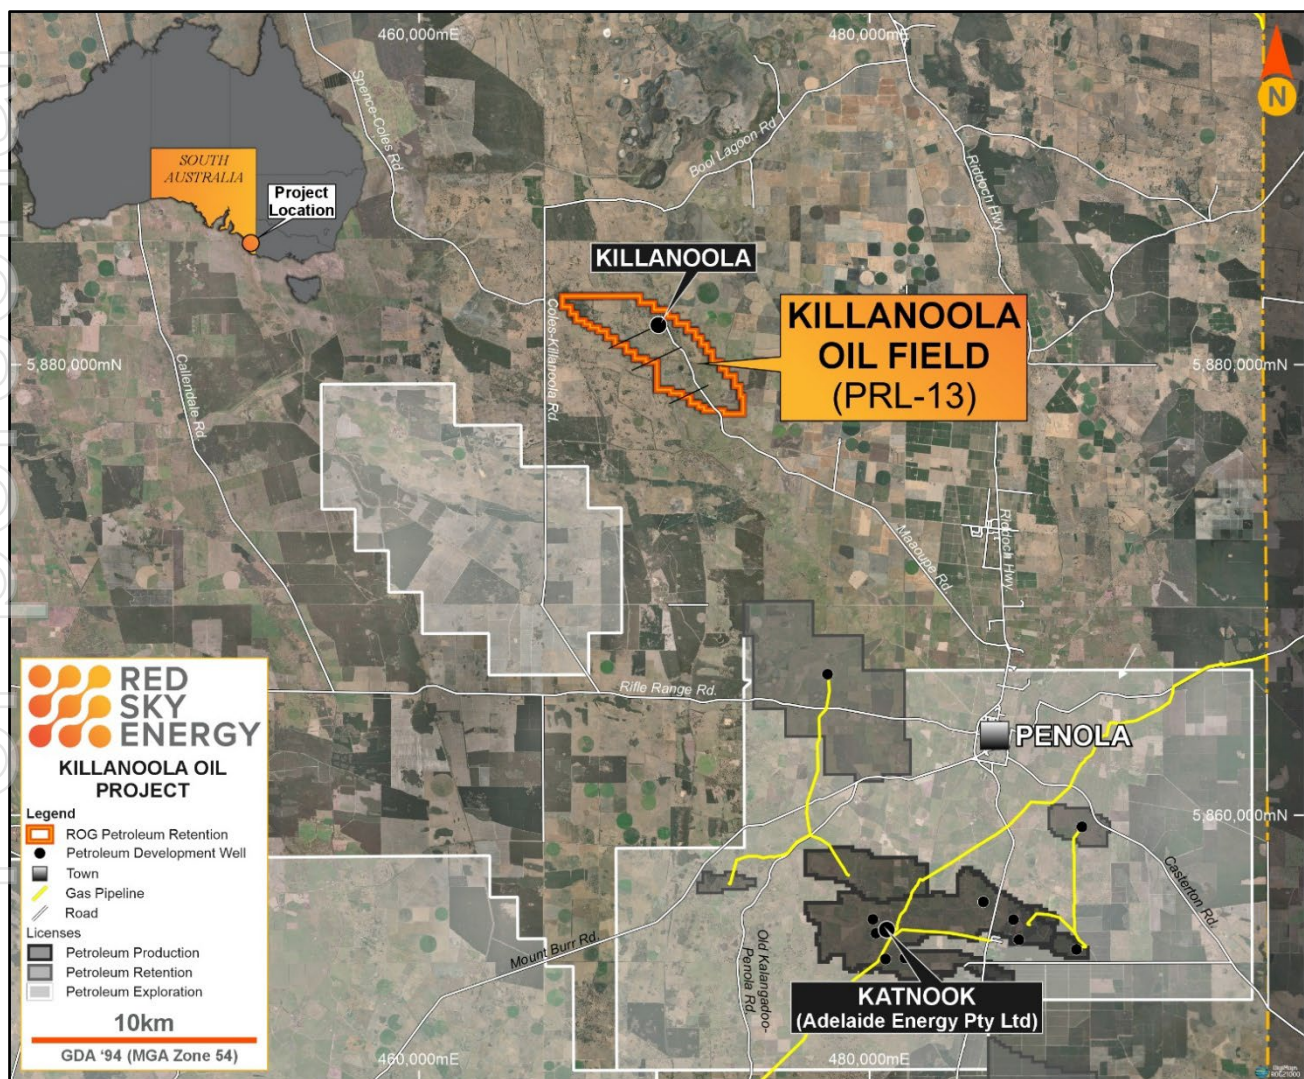 460,000mE
480,000mE
N
SOUTH
AUSTRALIA
Project
Location
Spence-Coles Rd.
Bool Lagoon Rd.
Riddoch Hwy.
KILLANOOLA
KILLANOOLA
OIL FIELD
(PRL-13)
5,880,000mN
5,880,000mN
Callendale Rd.
Coles-Killanoola Rd.
Maaoupe Rd.
Riddoch Hwy.
Rifle Range Rd.
PENOLA
5,860,000mN
Casterton Rd.
Mount Burr Rd.
Old Kalangadoo-
Penola Rd.
KATNOOK
(Adelaide Energy Pty Ltd)
460,000mE
480,000mE
RED
SKY
ENERGY
KILLANOOLA OIL
PROJECT
Legend
ROG Petroleum Retention
Petroleum Development Well
Town
Gas Pipeline
Road
Licenses
Petroleum Production
Petroleum Retention
Petroleum Exploration
10km
GDA '94 (MGA Zone 54)